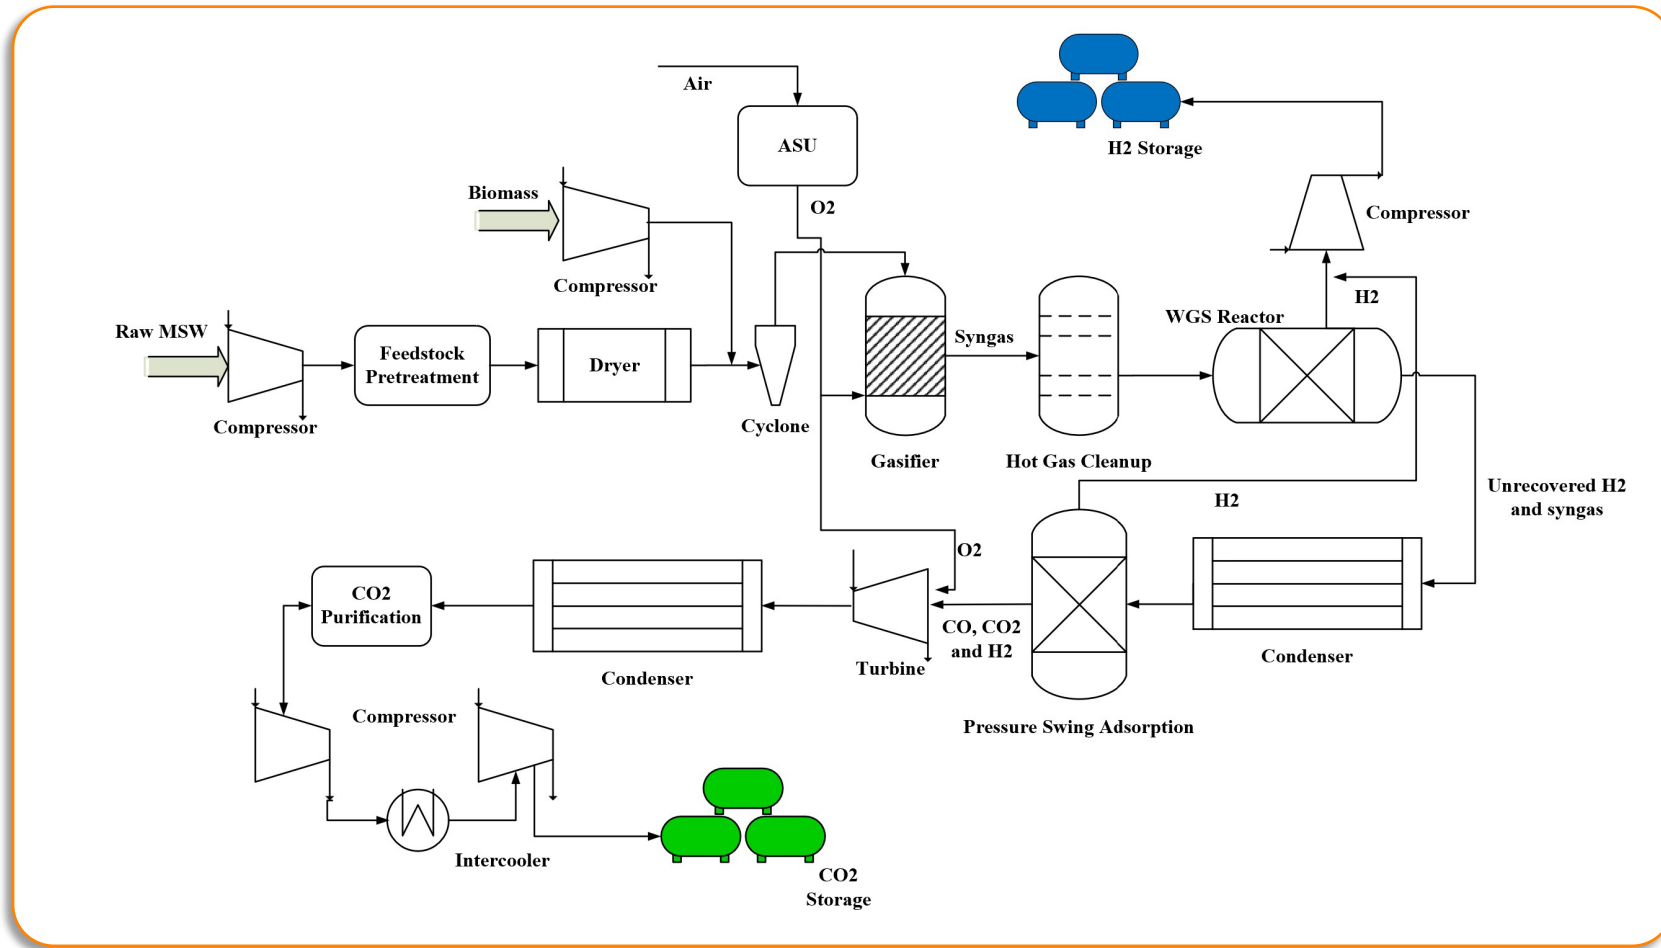 Air
ASU
H2 Storage
Biomass
O2
Compressor
Compressor
H2
Raw MSW
WGS Reactor
Feedstock
Pretreatment
Dryer
Syngas
Compressor
Cyclone
Gasifier
Hot Gas Cleanup
Unrecovered H2
and syngas
H2
O2
CO2
Purification
CO, CO2
and H2
Condenser
Turbine
Condenser
Compressor
Pressure Swing Adsorption
Intercooler
CO2
Storage